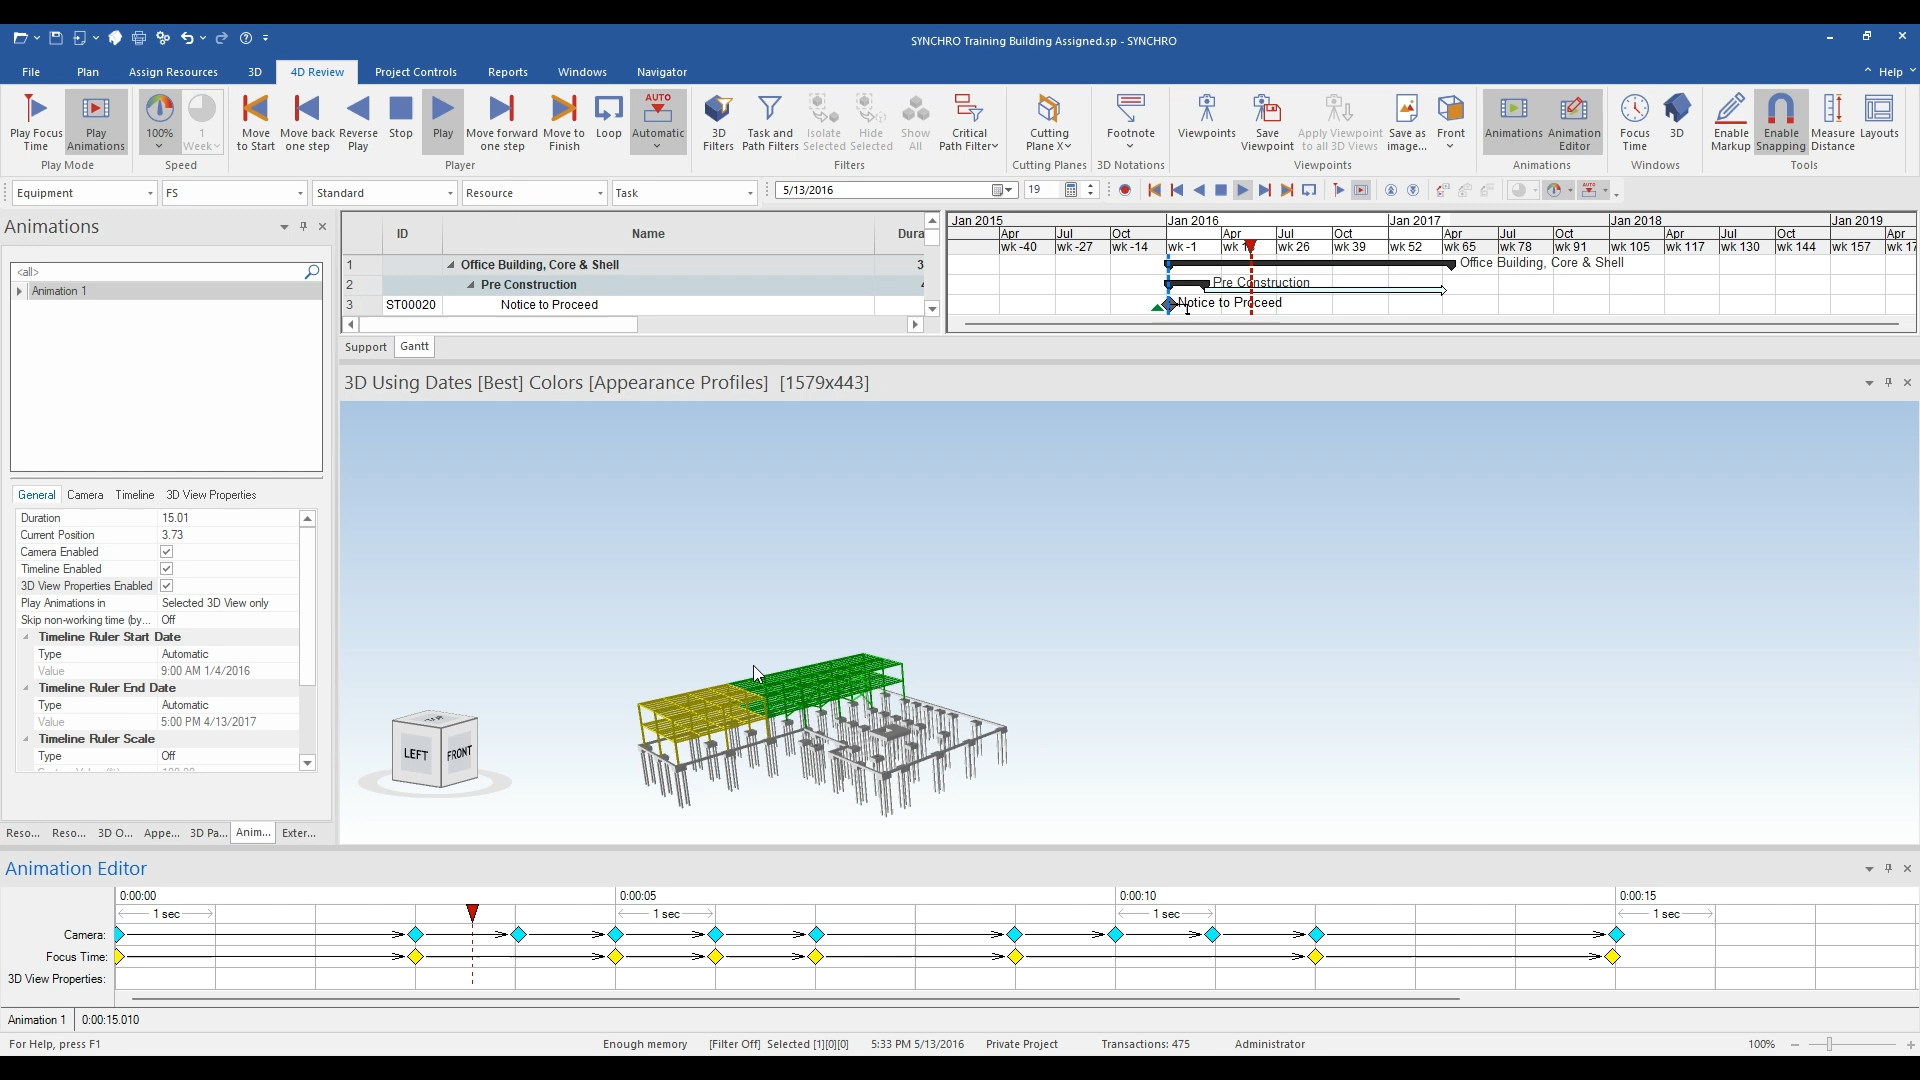 SYNCHRO Training Building Assigned.sp - SYNCHRO
File Plan Assign Resources 3D 4D Review Project Controls Reports Windows Navigator Help
Play Focus Time
Play Animations
Play Mode
100%
1 Week
Speed
Move to Start
Move back one step
Reverse Play
Stop
Play
Move forward one step
Move to Finish
Loop
AUTO
Automatic
Player
3D Filters
Task and Path Filters
Isolate Selected
Hide Selected
Show All
Critical Path Filter
Filters
Cutting Plane X
Cutting Planes
Footnote
3D Notations
Viewpoints
Save Viewpoint
Apply Viewpoint to all 3D Views
Save as image...
Front
Viewpoints
Animations
Animation Editor
Animations
Focus Time
3D
Windows
Enable Markup
Enable Snapping
Measure Distance
Layouts
Tools
Equipment FS Standard Resource Task 5/13/2016 19 AUTO
Animations
<all>
Animation 1
General Camera Timeline 3D View Properties
Duration 15.01
Current Position 3.73
Camera Enabled
Timeline Enabled
3D View Properties Enabled
Play Animations in Selected 3D View only
Skip non-working time (by... Off
Timeline Ruler Start Date
Type Automatic
Value 9:00 AM 1/4/2016
Timeline Ruler End Date
Type Automatic
Value 5:00 PM 4/13/2017
Timeline Ruler Scale
Type Off
Reso... Reso... 3D O... Appe... 3D Pa... Anim... Exter...
ID Name Dura
1 Office Building, Core & Shell 3
2 Pre Construction
3 ST00020 Notice to Proceed
Support Gantt
Jan 2015 Jan 2016 Jan 2017 Jan 2018 Jan 2019
Apr Jul Oct Apr Jul Oct Apr Jul Oct Apr Jul Oct Apr
wk -40 wk -27 wk -14 wk -1 wk 1 wk 26 wk 39 wk 52 wk 65 wk 78 wk 91 wk 105 wk 117 wk 130 wk 144 wk 157 wk 17
Office Building, Core & Shell
Pre Construction
Notice to Proceed
3D Using Dates [Best] Colors [Appearance Profiles] [1579x443]
TOP
LEFT FRONT
Animation Editor
0:00:00 0:00:05 0:00:10 0:00:15
1 sec 1 sec 1 sec 1 sec
Camera:
Focus Time:
3D View Properties:
Animation 1 0:00:15.010
For Help, press F1 Enough memory [Filter Off] Selected [1][0][0] 5:33 PM 5/13/2016 Private Project Transactions: 475 Administrator 100%